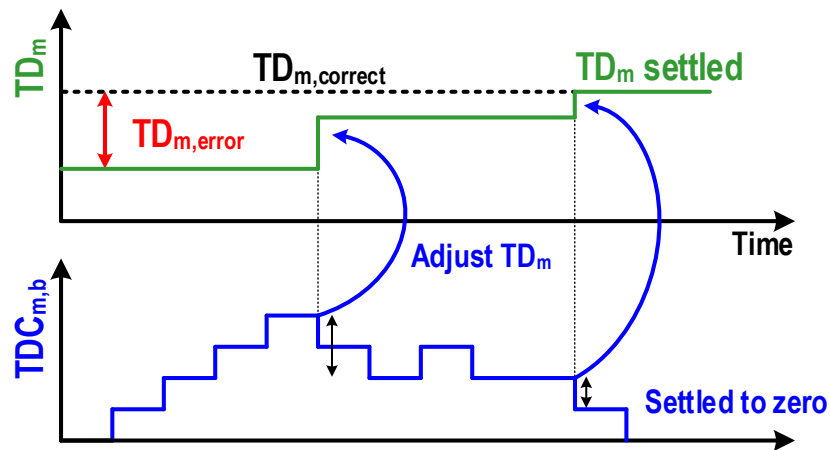 TDm
TDm,correct
TDm settled
TDm,error
Time
Adjust TDm
TDCm,b
Settled to zero